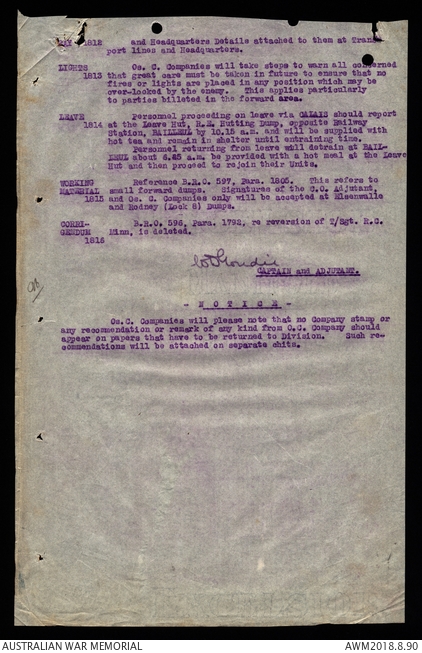 PAY 1812 and Headquarters Details attached to them at Trans-
port lines and Headquarters.
LIGHTS Os. C. Companies will take steps to warn all concerned
1813 that great care must be taken in future to ensure that no
fires or lights are placed in any position which may be
over-looked by the enemy. This applies particularly
to parties billeted in the forward area.
LEAVE Personnel proceeding on leave via CALAIS should report
1814 at the Leave Hut, R.E. Hutting Dump, opposite Railway
Station, BAILLEUL by 10.15 a.m. and will be supplied with
hot tea and remain in shelter until entraining time.
Personnel returning from leave will detrain at BAIL-
LEUL about 6.45 a.m. be provided with a hot meal at the Leave
Hut and then proceed to rejoin their Units.
WORKING Reference B.R.O. 597, Para. 1805. This refers to
MATERIAL small forward dumps. Signatures of the C.O. Adjutant,
1815 and Os. C. Companies only will be accepted at
and Rodney (Lock 8) Dumps.
CORRI- B.R.O. 596, Para. 1792, re reversion of T/Sgt. R.C.
GENDUM Minn, is deleted.
1816
CAPTAIN and ADJUTANT.
- N O T I C E -
Os.C. Companies will please note that no Company stamp or
any recommendation or remark of any kind from O.C. Company should
appear on papers that have to be returned to Division. Such re-
commendations will be attached on separate chits.
AUSTRALIAN WAR MEMORIAL
AWM2018.8.90